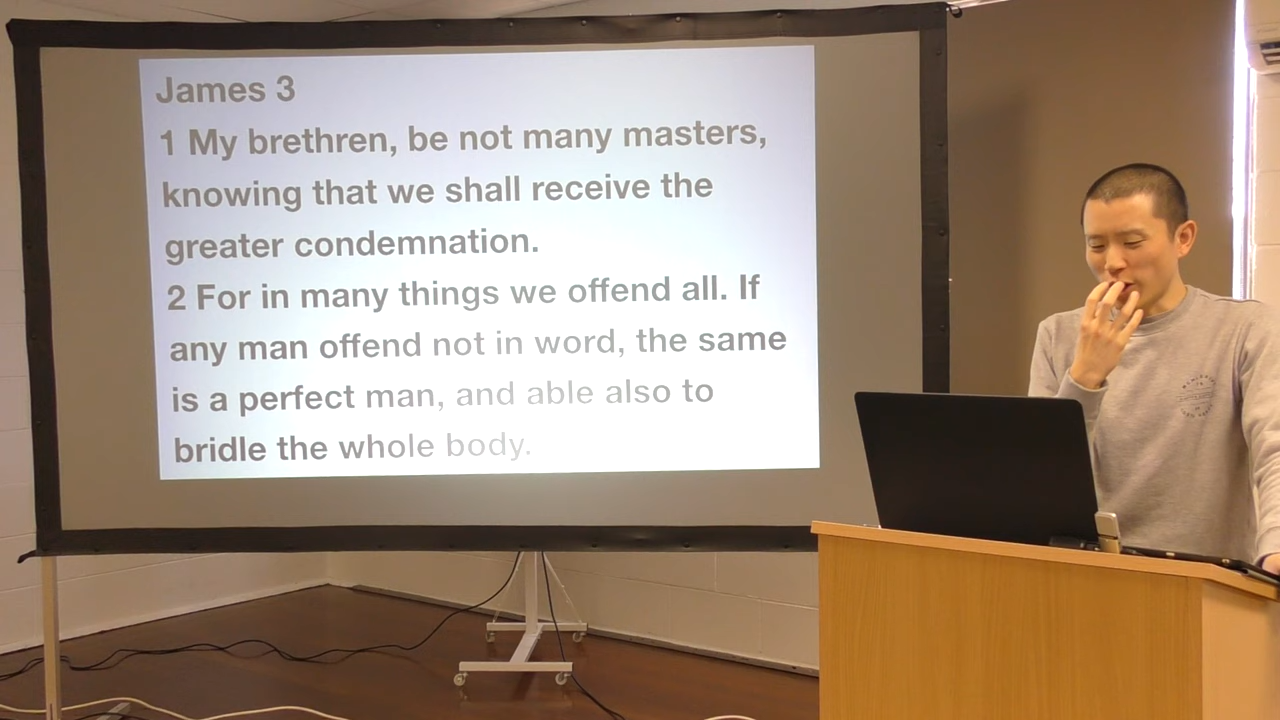 James 3
1 My brethren, be not many masters,
knowing that we shall receive the
greater condemnation.
2 For in many things we offend all. If
any man offend not in word, the same
is a perfect man, and able also to
bridle the whole body.